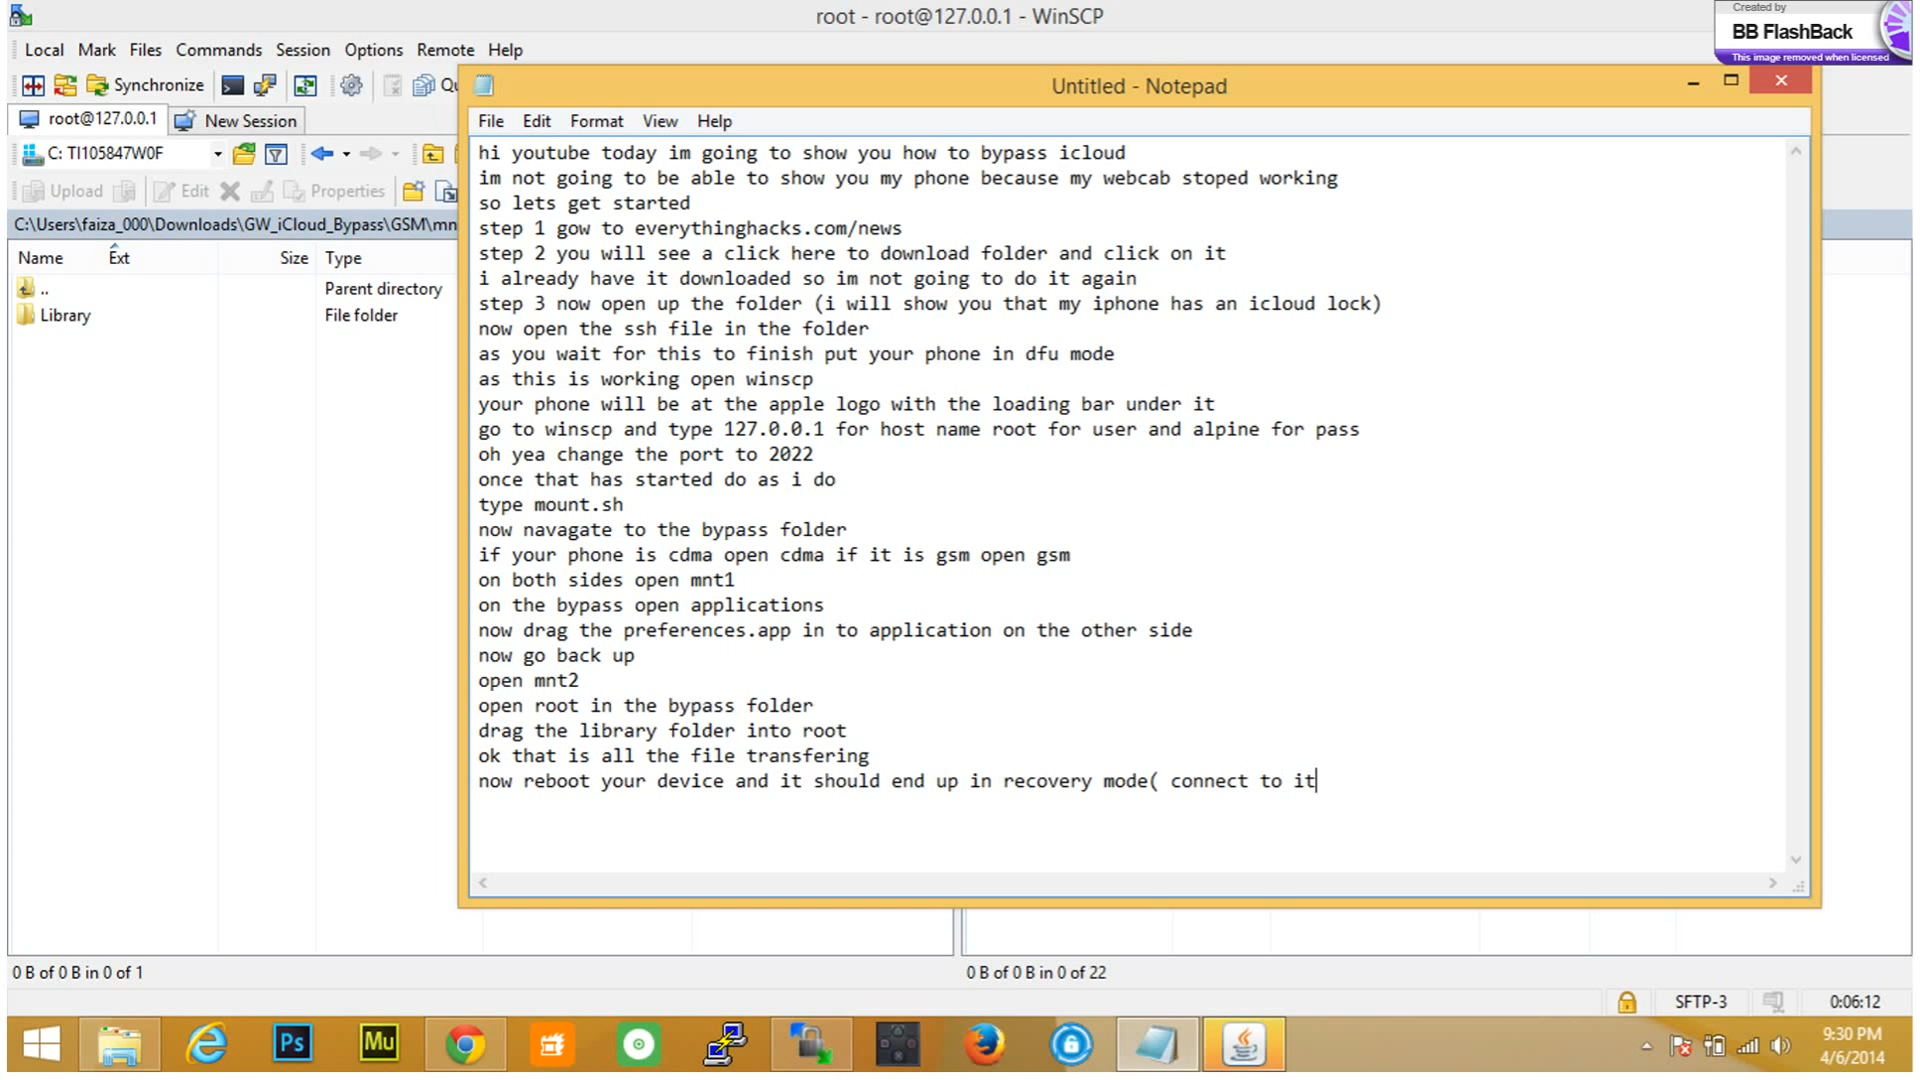 root - root@127.0.0.1 - WinSCP
Created by
BB FlashBack
This image removed when licensed
Local Mark Files Commands Session Options Remote Help
Synchronize
Qu
root@127.0.0.1 New Session
C: TI105847W0F
Upload Edit Properties
C:\Users\faiza_000\Downloads\GW_iCloud_Bypass\GSM\mn
Name Ext Size Type
.. Parent directory
Library File folder
Untitled - Notepad
File Edit Format View Help
hi youtube today im going to show you how to bypass icloud
im not going to be able to show you my phone because my webcab stoped working
so lets get started
step 1 gow to everythinghacks.com/news
step 2 you will see a click here to download folder and click on it
i already have it downloaded so im not going to do it again
step 3 now open up the folder (i will show you that my iphone has an icloud lock)
now open the ssh file in the folder
as you wait for this to finish put your phone in dfu mode
as this is working open winscp
your phone will be at the apple logo with the loading bar under it
go to winscp and type 127.0.0.1 for host name root for user and alpine for pass
oh yea change the port to 2022
once that has started do as i do
type mount.sh
now navagate to the bypass folder
if your phone is cdma open cdma if it is gsm open gsm
on both sides open mnt1
on the bypass open applications
now drag the preferences.app in to application on the other side
now go back up
open mnt2
open root in the bypass folder
drag the library folder into root
ok that is all the file transfering
now reboot your device and it should end up in recovery mode( connect to it
0 B of 0 B in 0 of 1
0 B of 0 B in 0 of 22
SFTP-3 0:06:12
Ps Mu
9:30 PM
4/6/2014